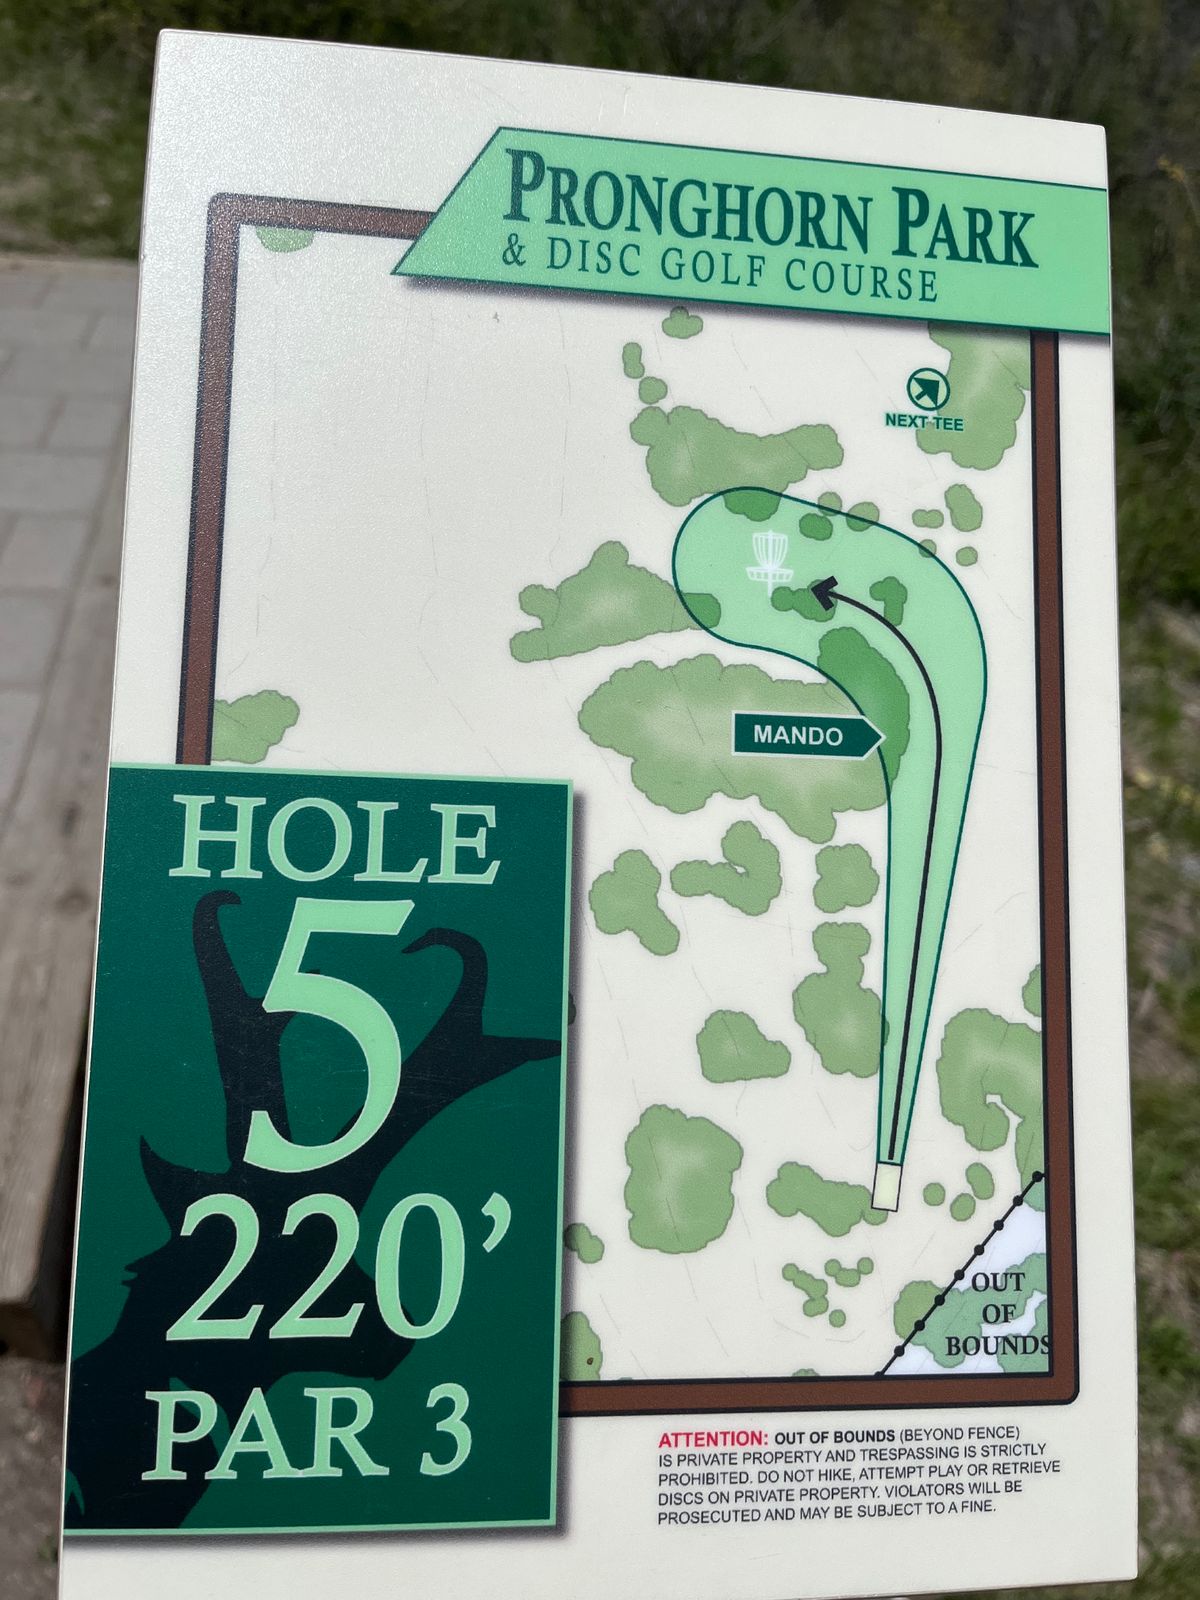 PRONGHORN PARK
& DISC GOLF COURSE
NEXT TEE
MANDO
HOLE
5
220'
PAR 3
OUT
OF
BOUNDS
ATTENTION: OUT OF BOUNDS (BEYOND FENCE)
IS PRIVATE PROPERTY AND TRESPASSING IS STRICTLY
PROHIBITED. DO NOT HIKE, ATTEMPT PLAY OR RETRIEVE
DISCS ON PRIVATE PROPERTY. VIOLATORS WILL BE
PROSECUTED AND MAY BE SUBJECT TO A FINE.